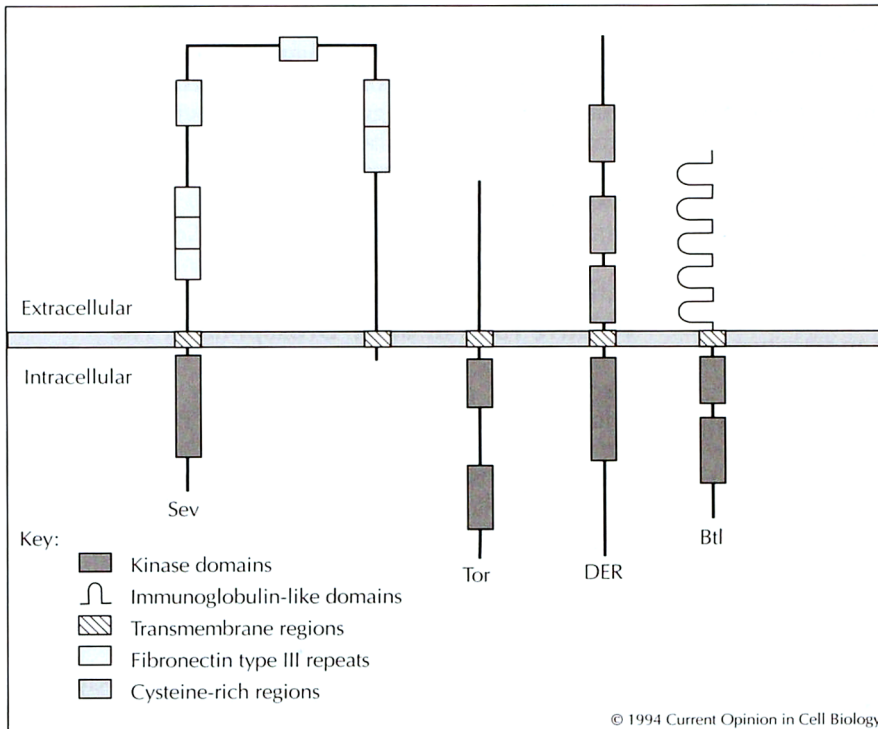 Extracellular
Intracellular
Sev
Tor
DER
Btl
Key:
Kinase domains
Immunoglobulin-like domains
Transmembrane regions
Fibronectin type III repeats
Cysteine-rich regions
© 1994 Current Opinion in Cell Biology